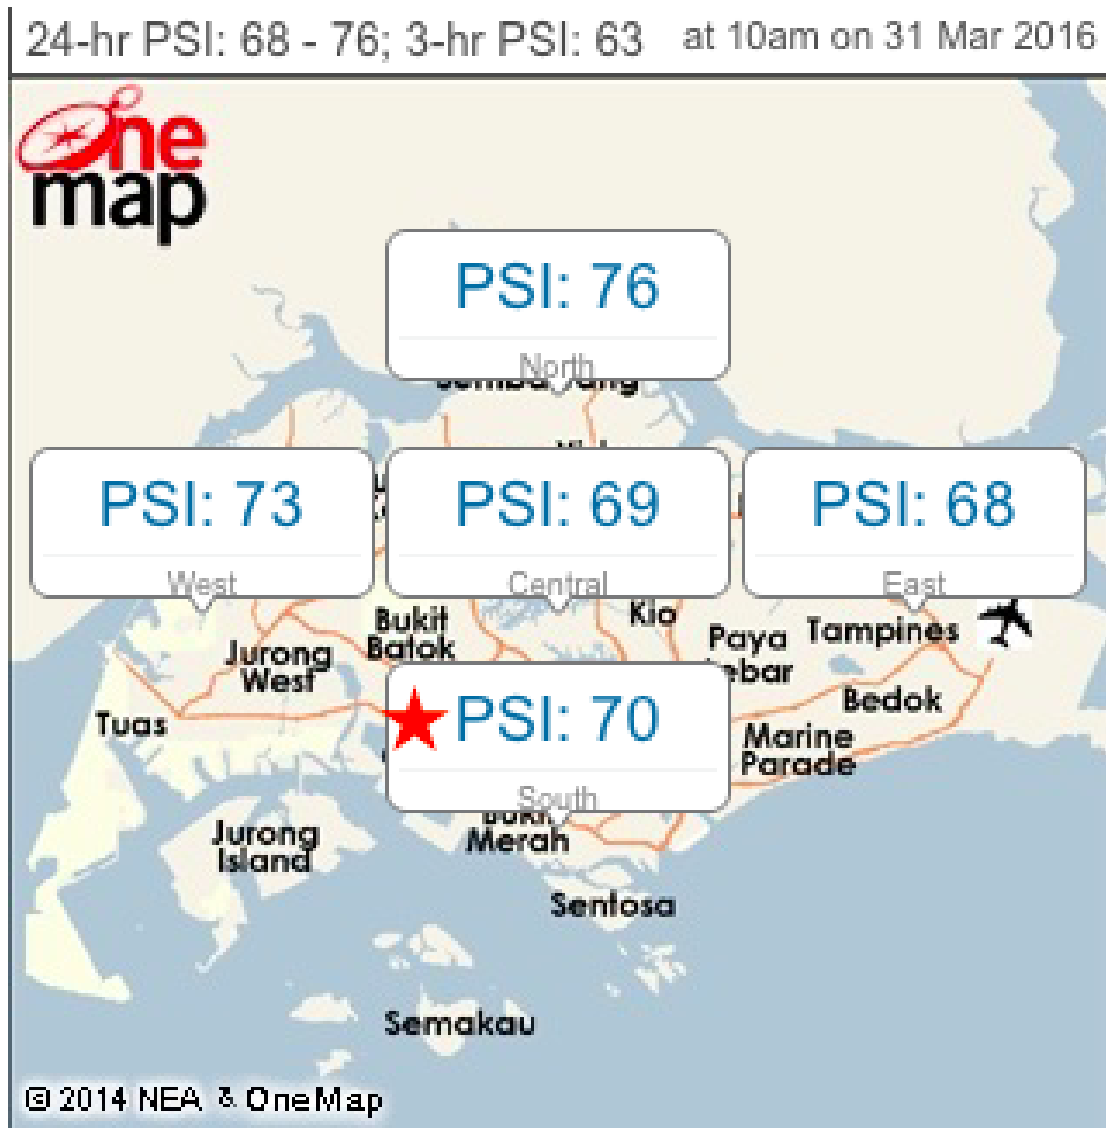 24-hr PSI: 68 - 76; 3-hr PSI: 63 at 10am on 31 Mar 2016
One
map
PSI: 76
North
PSI: 73
West
PSI: 69
Central
PSI: 68
East
Bukit
Batok
Kio
Paya
Tampines
Jurong
West
Bedok
Tuas
PSI: 70
South
Marine
Parade
Jurong
Island
Merah
Sentosa
Semakau
© 2014 NEA & OneMap